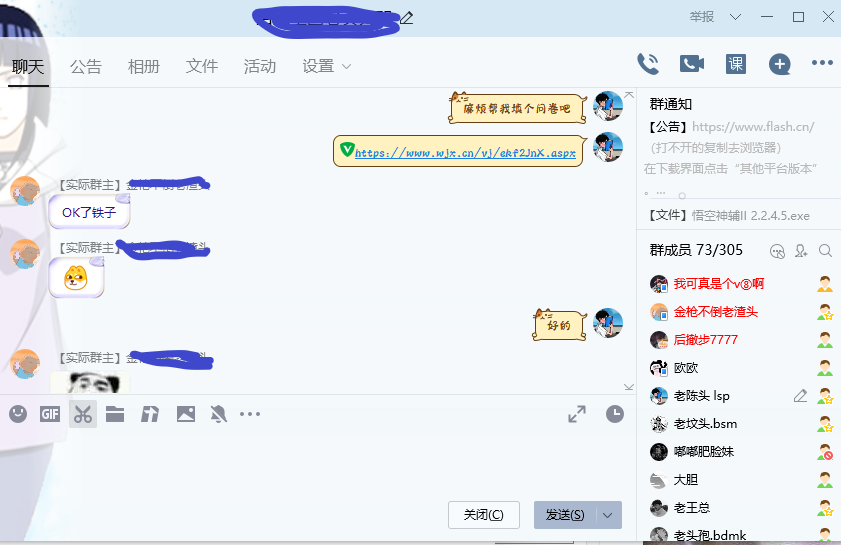 举报
聊天 公告 相册 文件 活动 设置
课
麻烦帮我填个问卷吧
https://www.wjx.cn/vj/ekf2JnX.aspx
【实际群主】
OK了铁子
【实际群主】
好的
【实际群主】
GIF
关闭(C) 发送(S)
群通知
【公告】https://www.flash.cn/
（打不开的复制去浏览器）
在下载界面点击“其他平台版本”
。...
【文件】悟空神辅II 2.2.4.5.exe
群成员 73/305
我可真是个v⑧啊
金枪不倒老渣头
后撤步7777
欧欧
老陈头 lsp
老坟头.bsm
嘟嘟肥脸妹
大胆
老王总
老头孢.bdmk